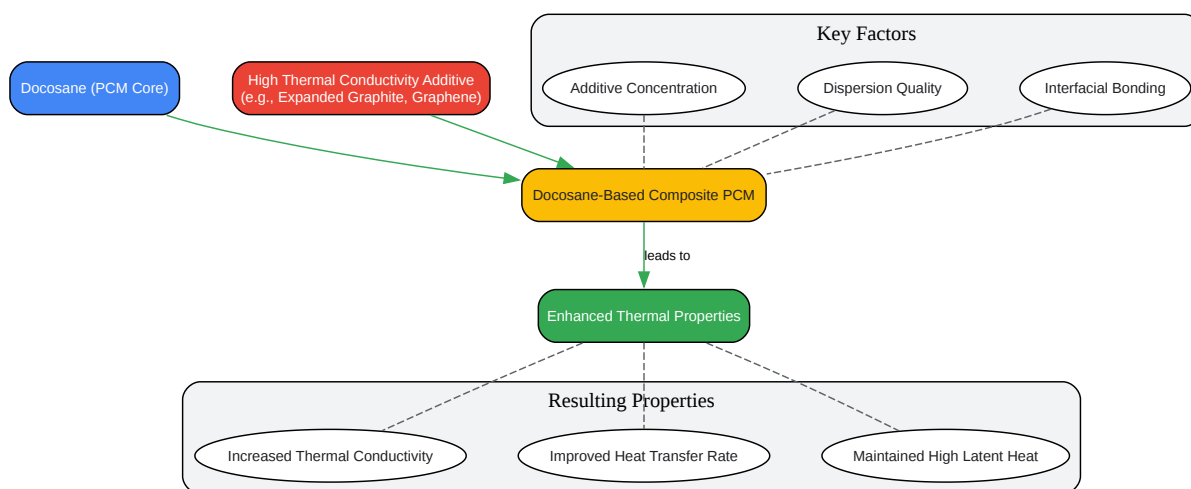 Key Factors
Docosane (PCM Core)
High Thermal Conductivity Additive
(e.g., Expanded Graphite, Graphene)
Additive Concentration
Dispersion Quality
Interfacial Bonding
Docosane-Based Composite PCM
leads to
Enhanced Thermal Properties
Resulting Properties
Increased Thermal Conductivity
Improved Heat Transfer Rate
Maintained High Latent Heat